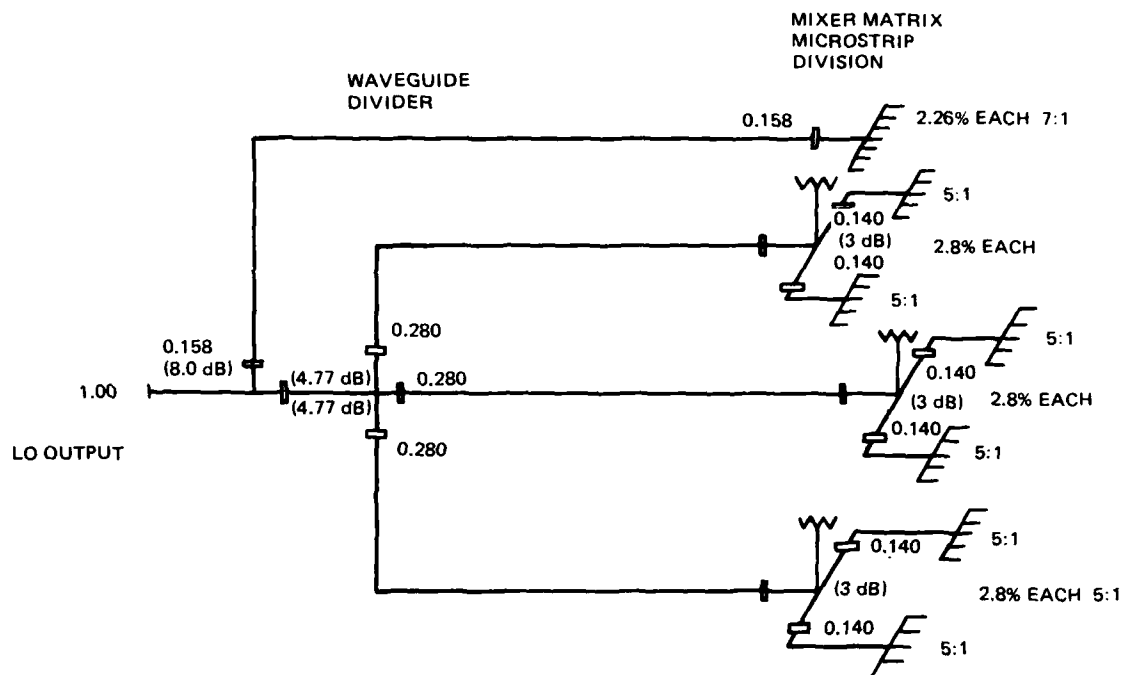 MIXER MATRIX
MICROSTRIP
DIVISION
WAVEGUIDE
DIVIDER
0.158
2.26% EACH 7:1
5:1
0.140
(3 dB)
0.140
2.8% EACH
5:1
0.280
0.158
(8.0 dB)
(4.77 dB)
0.280
1.00
(4.77 dB)
0.280
LO OUTPUT
5:1
0.140
(3 dB)
2.8% EACH
0.140
5:1
5:1
0.140
(3 dB)
2.8% EACH 5:1
0.140
5:1